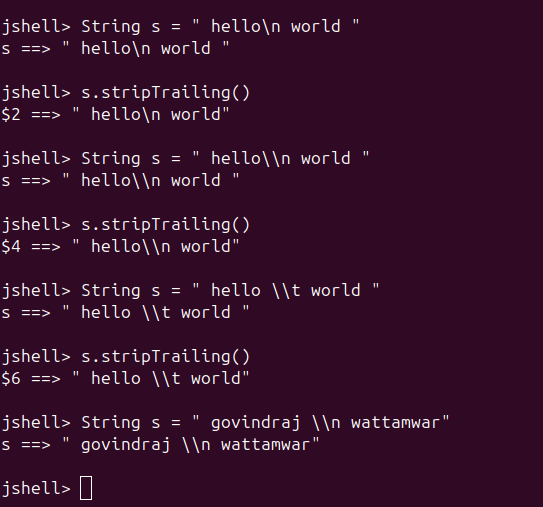 jshell> String s = " hello\n world "
s ==> " hello\n world "
jshell> s.stripTrailing()
$2 ==> " hello\n world"
jshell> String s = " hello\\n world "
s ==> " hello\\n world "
jshell> s.stripTrailing()
$4 ==> " hello\\n world"
jshell> String s = " hello \\t world "
s ==> " hello \\t world "
jshell> s.stripTrailing()
$6 ==> " hello \\t world"
jshell> String s = " govindraj \\n wattamwar"
s ==> " govindraj \\n wattamwar"
jshell>